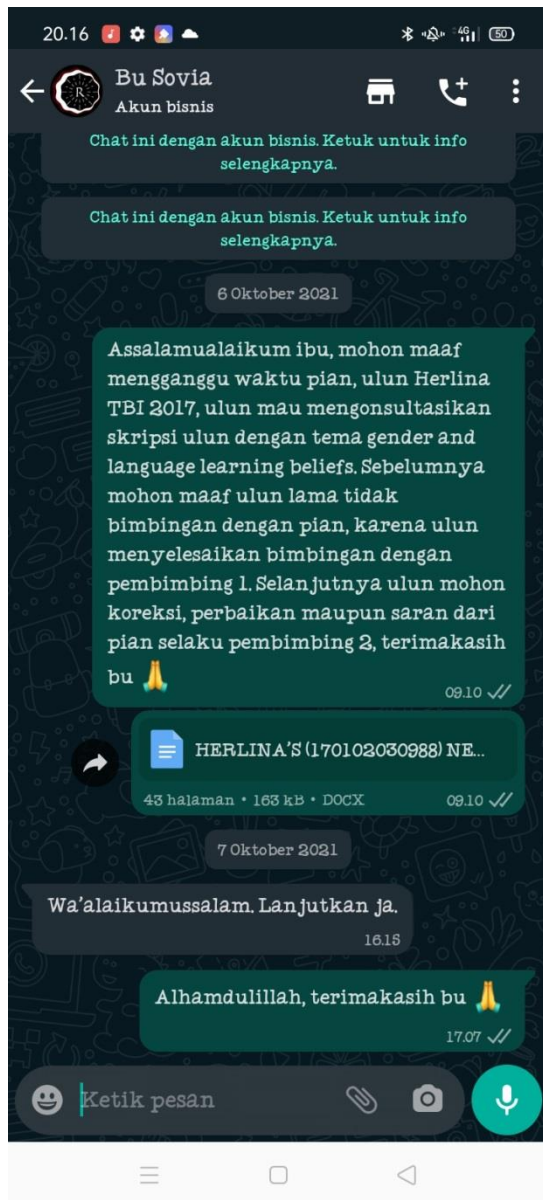 20.16
4G
50
Bu Sovia
Akun bisnis
Chat ini dengan akun bisnis. Ketuk untuk info
selengkapnya.
Chat ini dengan akun bisnis. Ketuk untuk info
selengkapnya.
6 Oktober 2021
Assalamualaikum ibu, mohon maaf
mengganggu waktu pian, ulun Herlina
TBI 2017, ulun mau mengonsultasikan
skripsi ulun dengan tema gender and
language learning beliefs. Sebelumnya
mohon maaf ulun lama tidak
bimbingan dengan pian, karena ulun
menyelesaikan bimbingan dengan
pembimbing 1. Selanjutnya ulun mohon
koreksi, perbaikan maupun saran dari
pian selaku pembimbing 2, terimakasih
bu 🙏
09.10
HERLINA'S (170102030988) NE...
43 halaman • 163 kB • DOCX
09.10
7 Oktober 2021
Wa'alaikumussalam. Lanjutkan ja.
16.15
Alhamdulillah, terimakasih bu 🙏
17.07
Ketik pesan